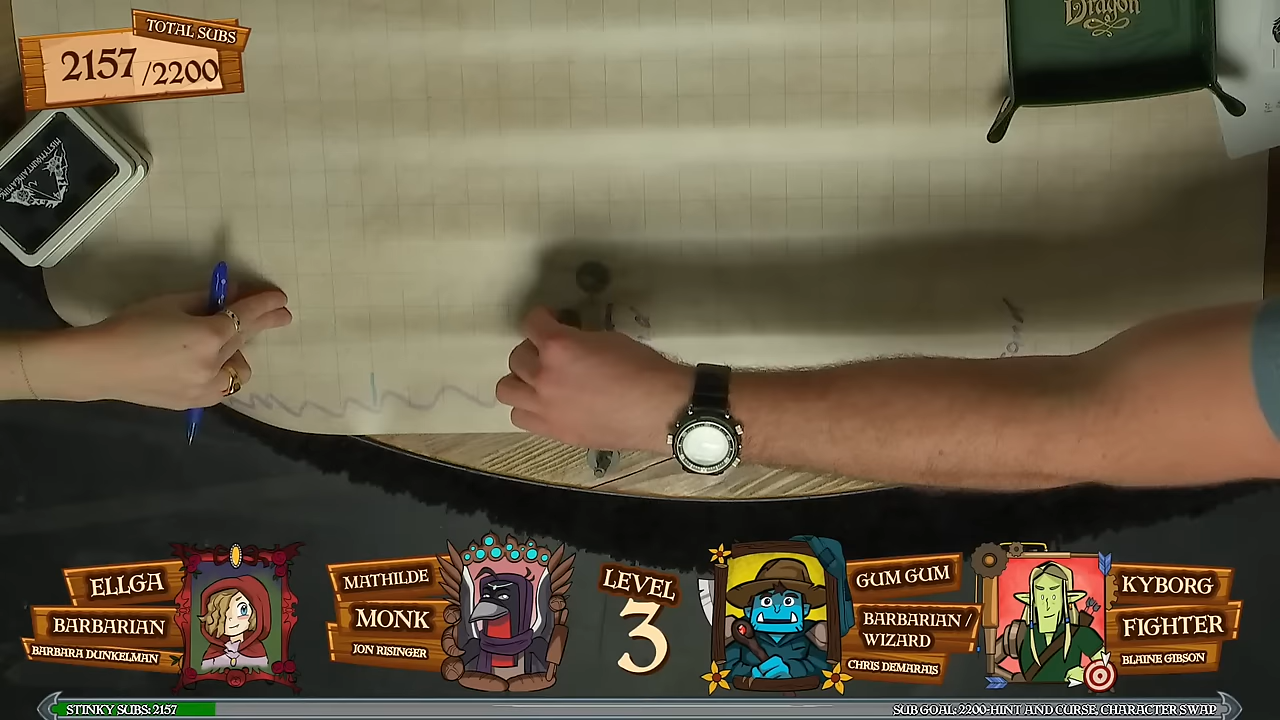 TOTAL SUBS
2157 /2200
Dragon
ELLGA
BARBARIAN
BARBARA DUNKELMAN
MATHILDE
MONK
JON RISINGER
LEVEL
3
GUM GUM
BARBARIAN /
WIZARD
CHRIS DEMARAIS
KYBORG
FIGHTER
BLAINE GIBSON
STINKY SUBS: 2157
SUB GOAL: 2200-HINT AND CURSE, CHARACTER SWAP